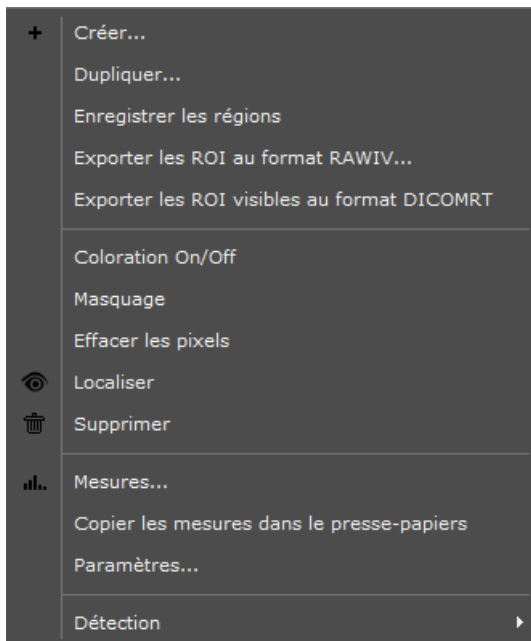 Créer...
Dupliquer...
Enregistrer les régions
Exporter les ROI au format RAWIV...
Exporter les ROI visibles au format DICOMRT
Coloration On/Off
Masquage
Effacer les pixels
Localiser
Supprimer
Mesures...
Copier les mesures dans le presse-papiers
Paramètres...
Détection